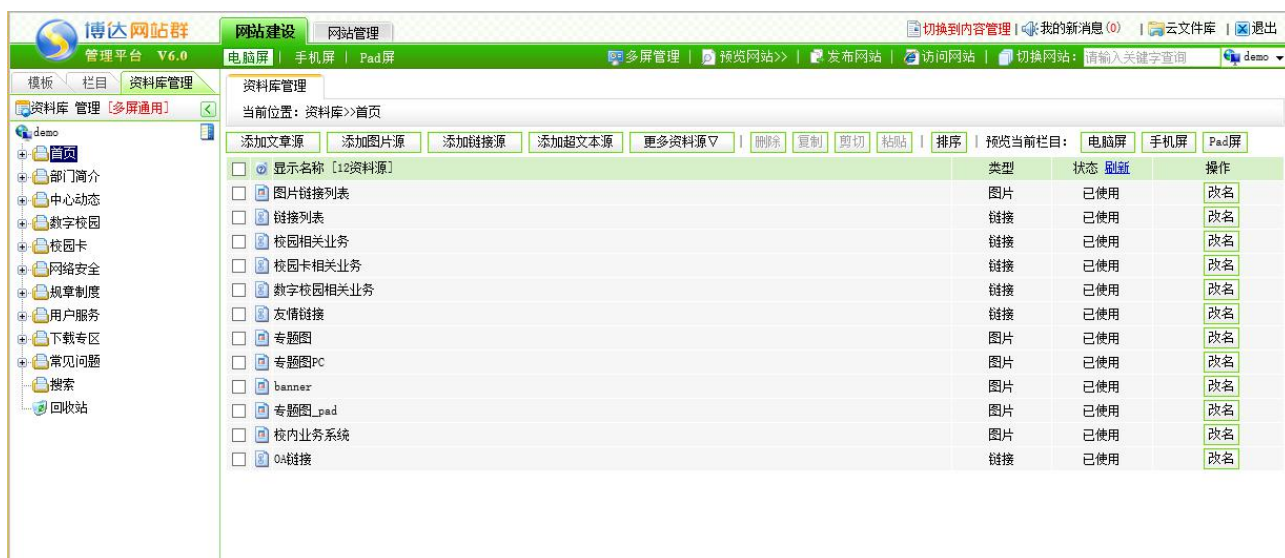 博达网站群 网站建设 网站管理 切换到内容管理 | 我的新消息(0) | 云文件库 | 退出
管理平台 V6.0 电脑屏 | 手机屏 | Pad屏 多屏管理 | 预览网站>> | 发布网站 | 访问网站 | 切换网站: 请输入关键字查询 demo
模板 栏目 资料库管理 资料库管理
资料库 管理 [多屏通用] 当前位置: 资料库>>首页
demo
添加文章源 添加图片源 添加链接源 添加超文本源 更多资料源▽ | 删除 复制 剪切 粘贴 | 排序 | 预览当前栏目: 电脑屏 手机屏 Pad屏
首页
部门简介
中心动态
数字校园
校园卡
网络安全
规章制度
用户服务
下载专区
常见问题
搜索
回收站
显示名称 [12资料源] 类型 状态 刷新 操作
图片链接列表 图片 已使用 改名
链接列表 链接 已使用 改名
校园相关业务 链接 已使用 改名
校园卡相关业务 链接 已使用 改名
数字校园相关业务 链接 已使用 改名
友情链接 链接 已使用 改名
专题图 图片 已使用 改名
专题图PC 图片 已使用 改名
banner 图片 已使用 改名
专题图_pad 图片 已使用 改名
校内业务系统 图片 已使用 改名
OA链接 链接 已使用 改名